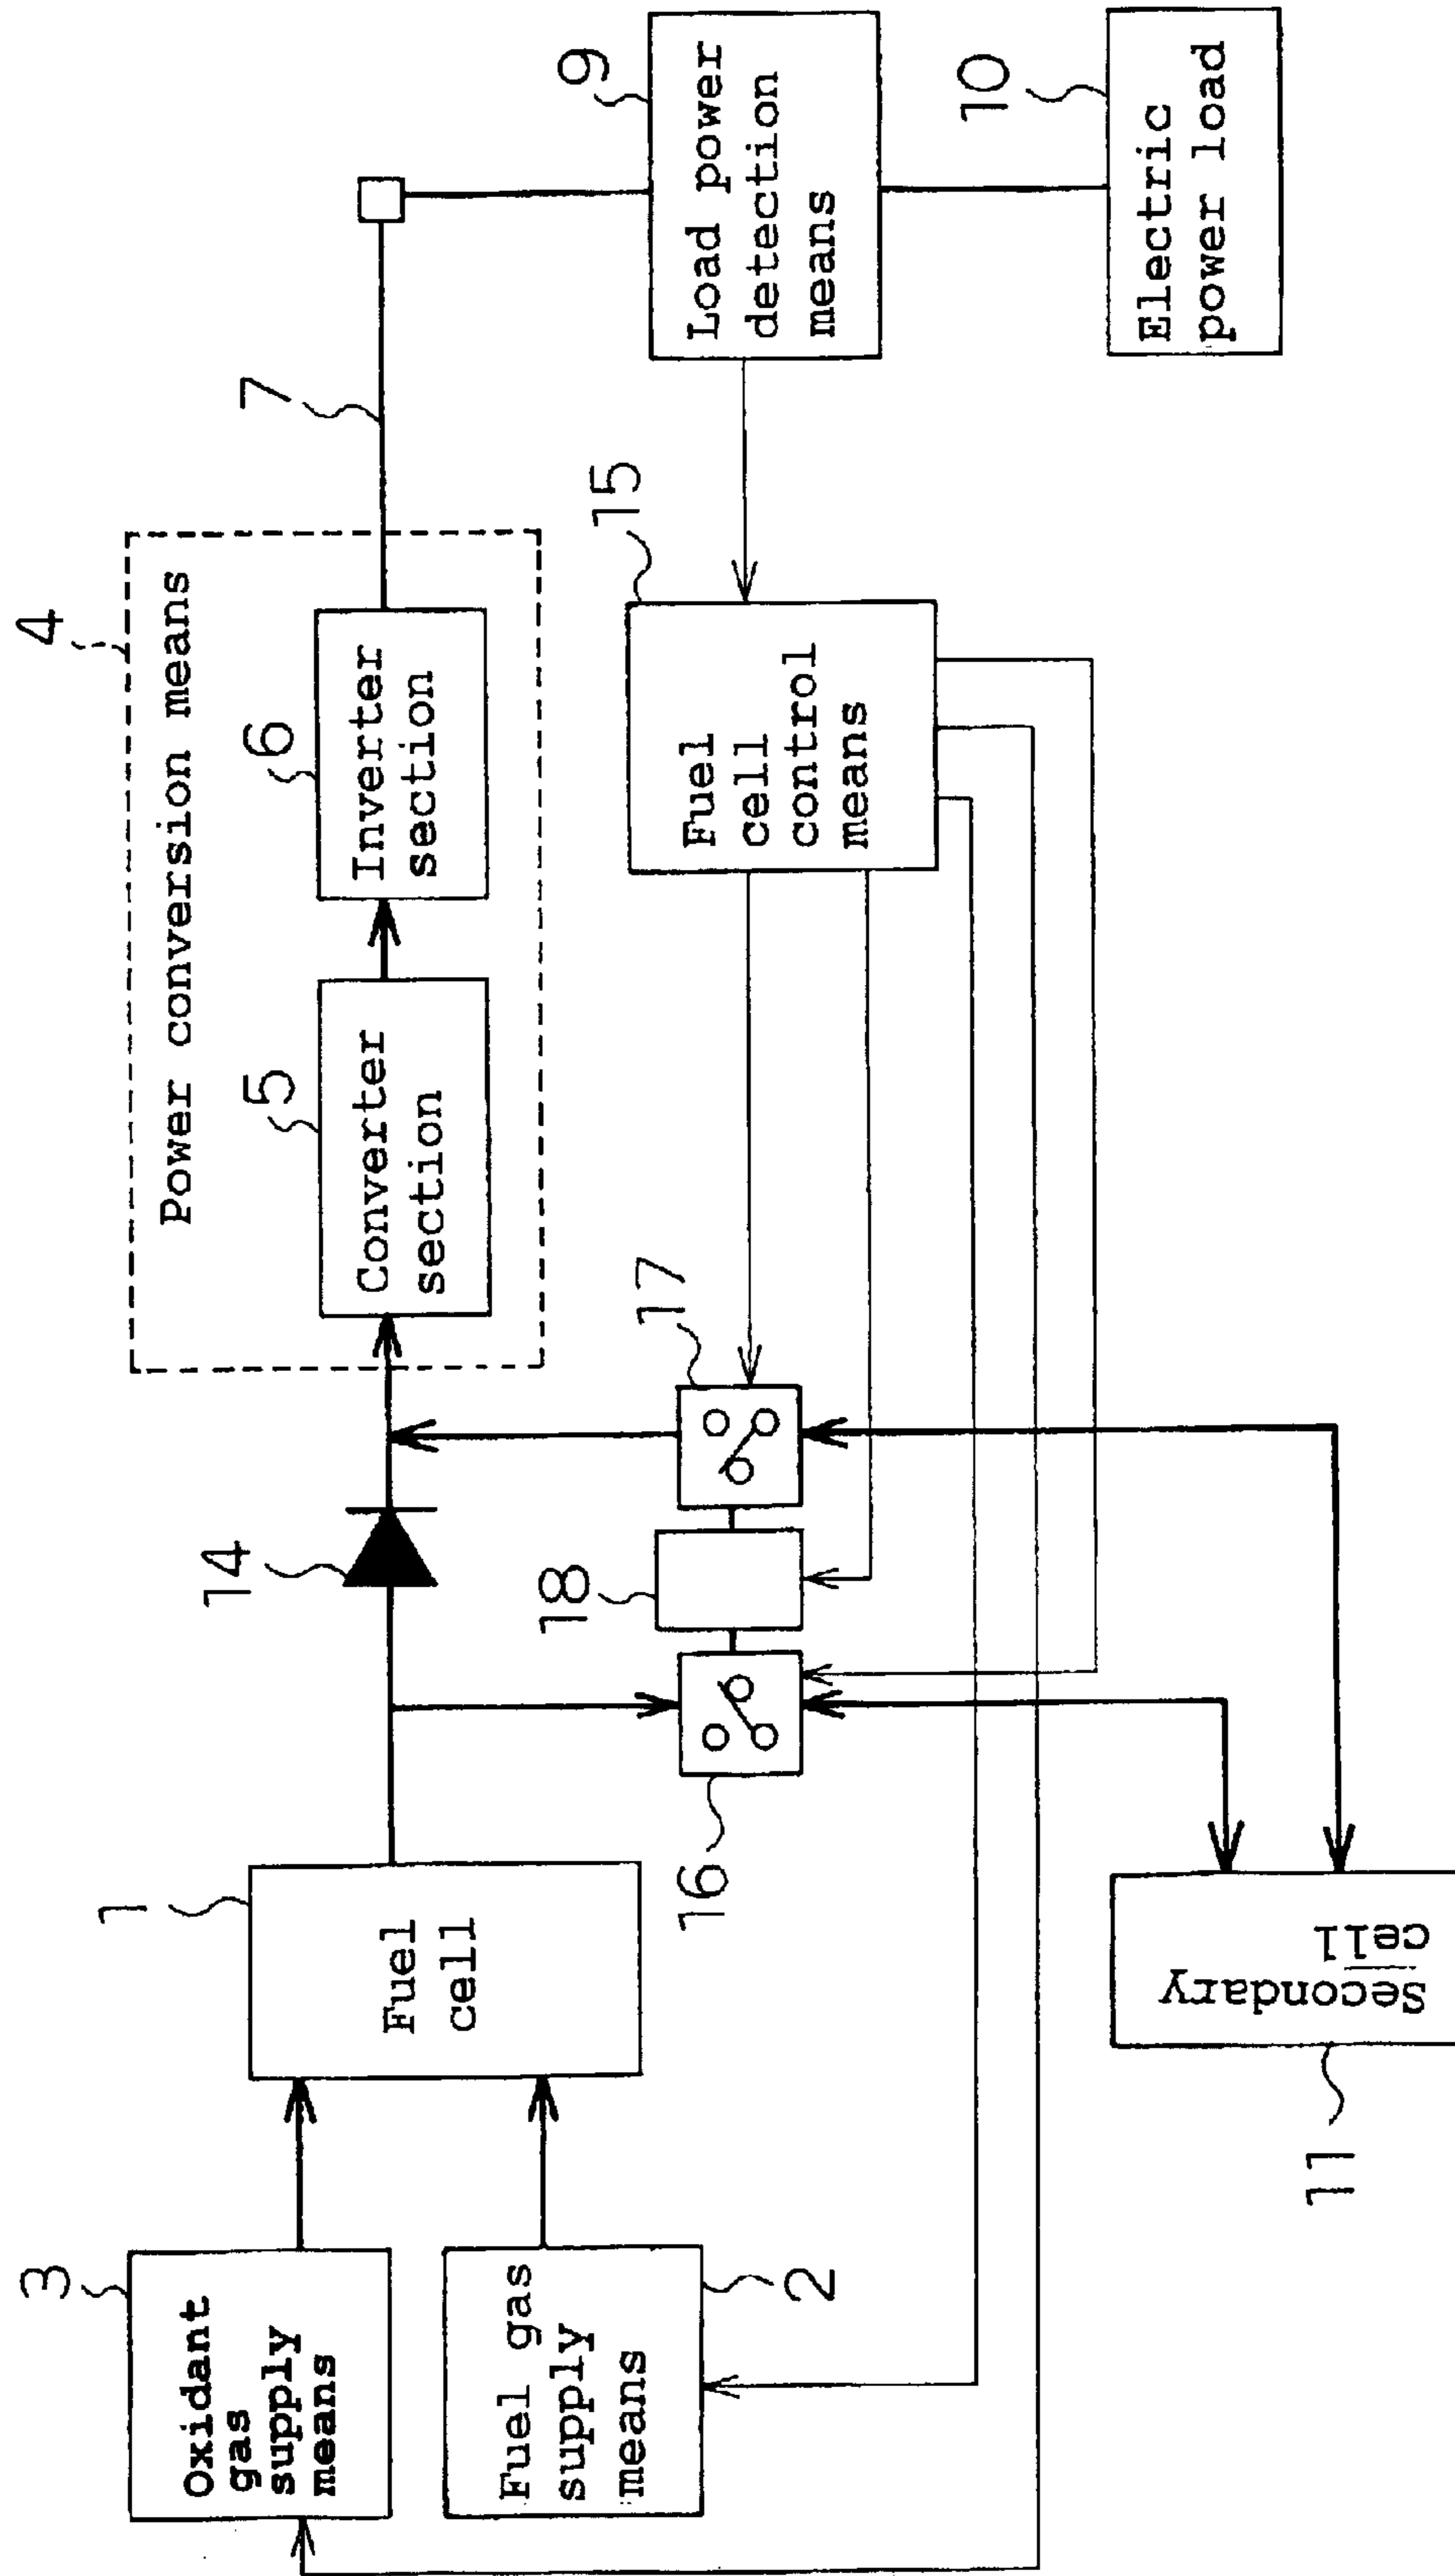 4
Power conversion means
3
Oxidant
gas
supply
means
1
Fuel
cell
14
5
Converter
section
6
Inverter
section
7
Fuel gas
supply
means
2
16
18
17
15
Fuel
cell
control
means
9
Load power
detection
means
10
Electric
power load
11
Secondary
cell